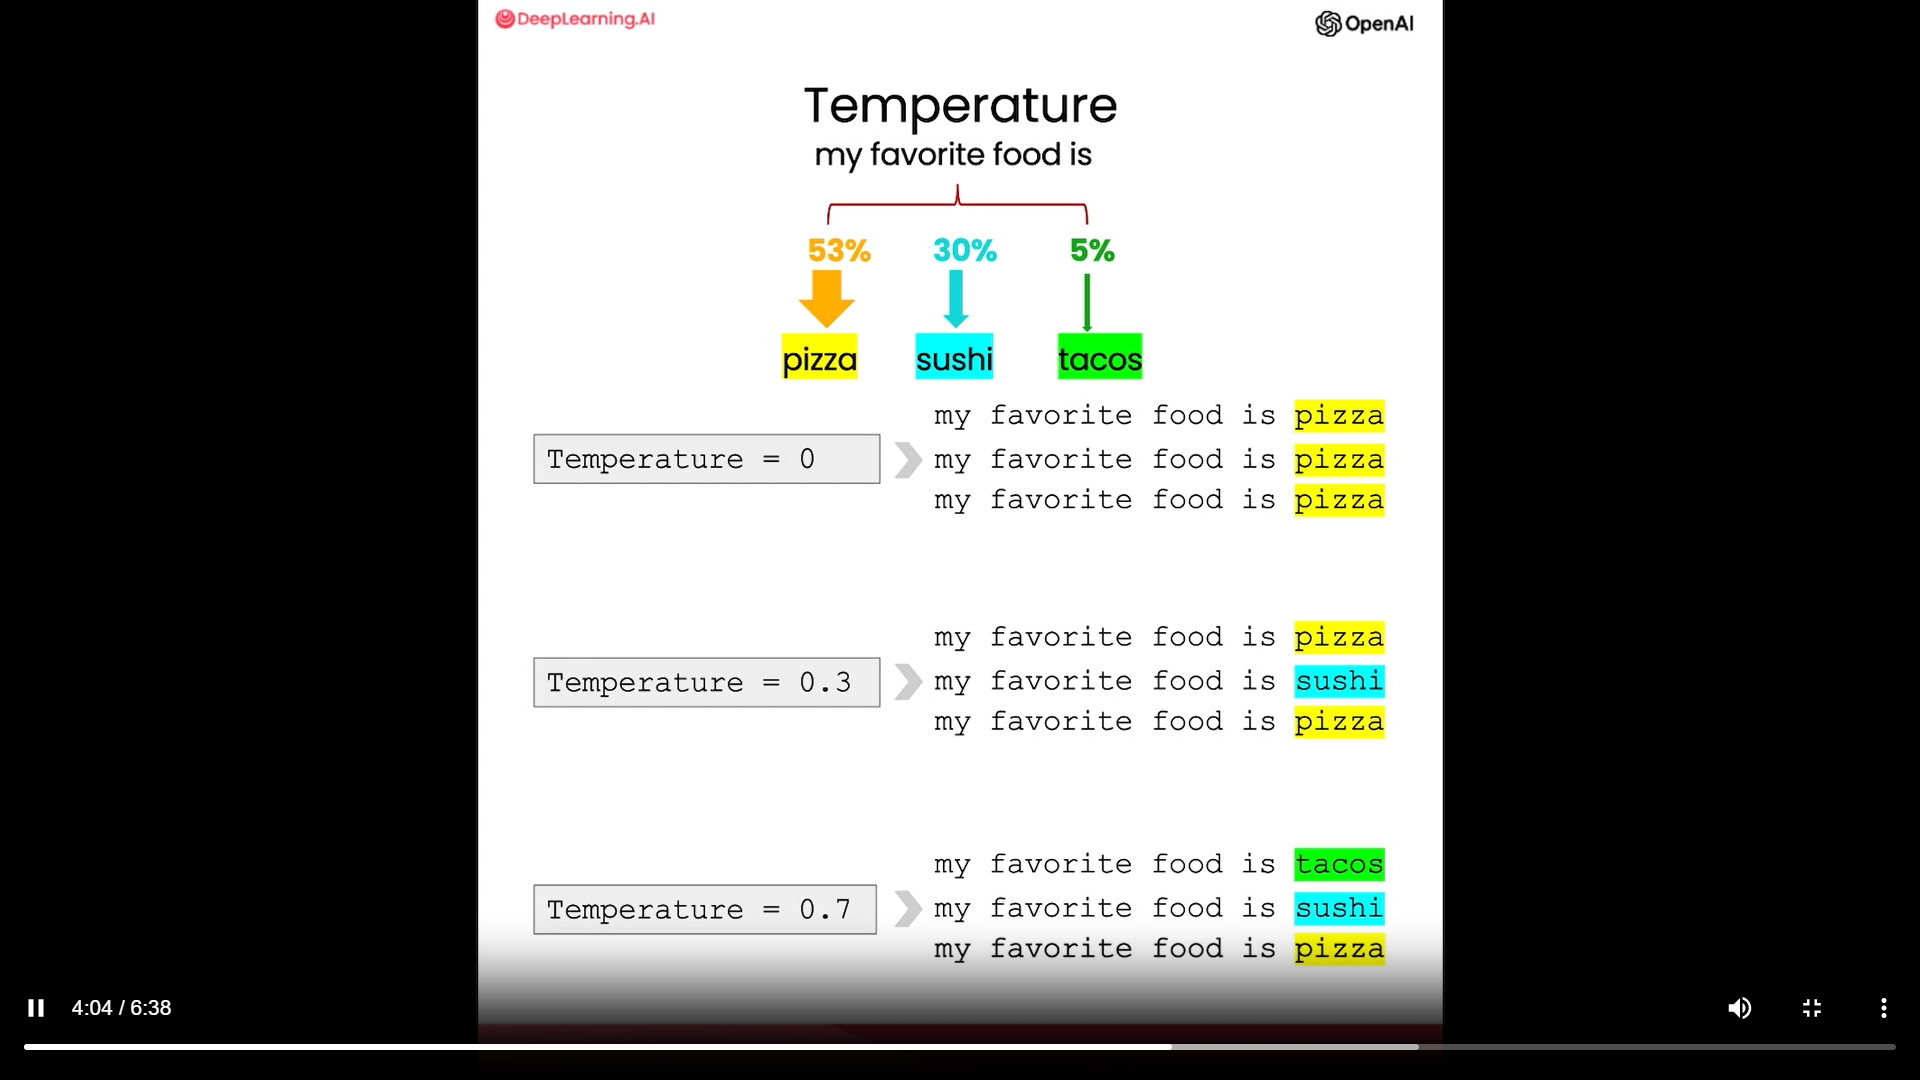 DeepLearning.AI
OpenAI
Temperature
my favorite food is
53% 30% 5%
pizza sushi tacos
Temperature = 0
my favorite food is pizza
my favorite food is pizza
my favorite food is pizza
Temperature = 0.3
my favorite food is pizza
my favorite food is sushi
my favorite food is pizza
Temperature = 0.7
my favorite food is tacos
my favorite food is sushi
my favorite food is pizza
4:04 / 6:38